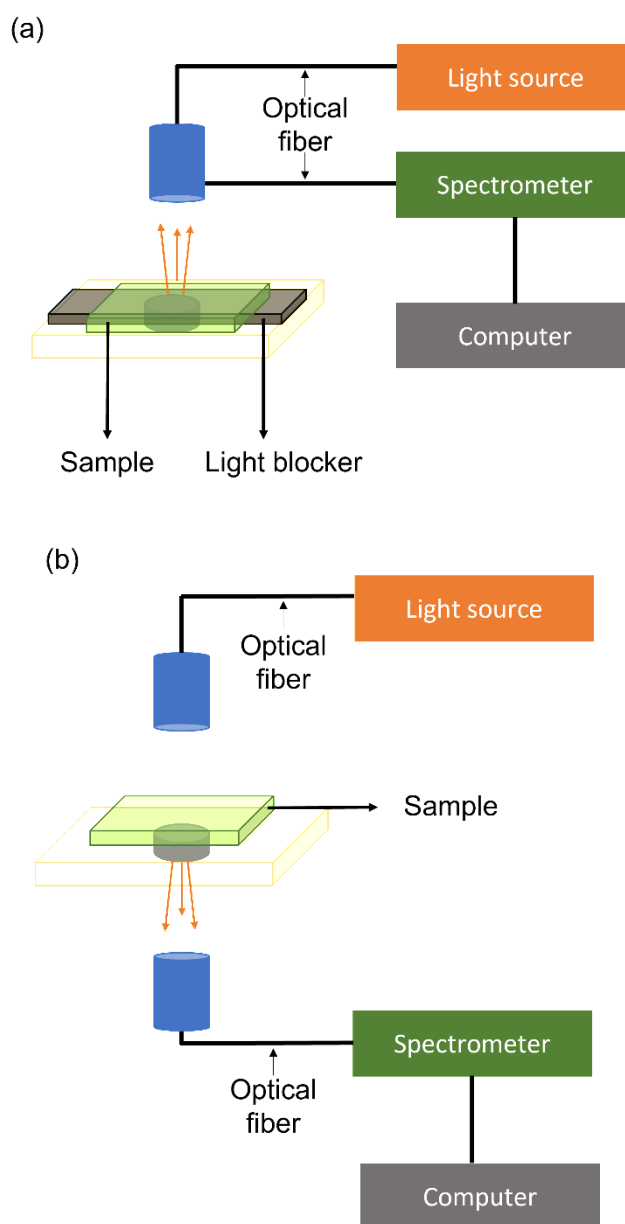 (a)
Light source
Optical
fiber
Spectrometer
Computer
Sample
Light blocker
(b)
Light source
Optical
fiber
Sample
Spectrometer
Optical
fiber
Computer